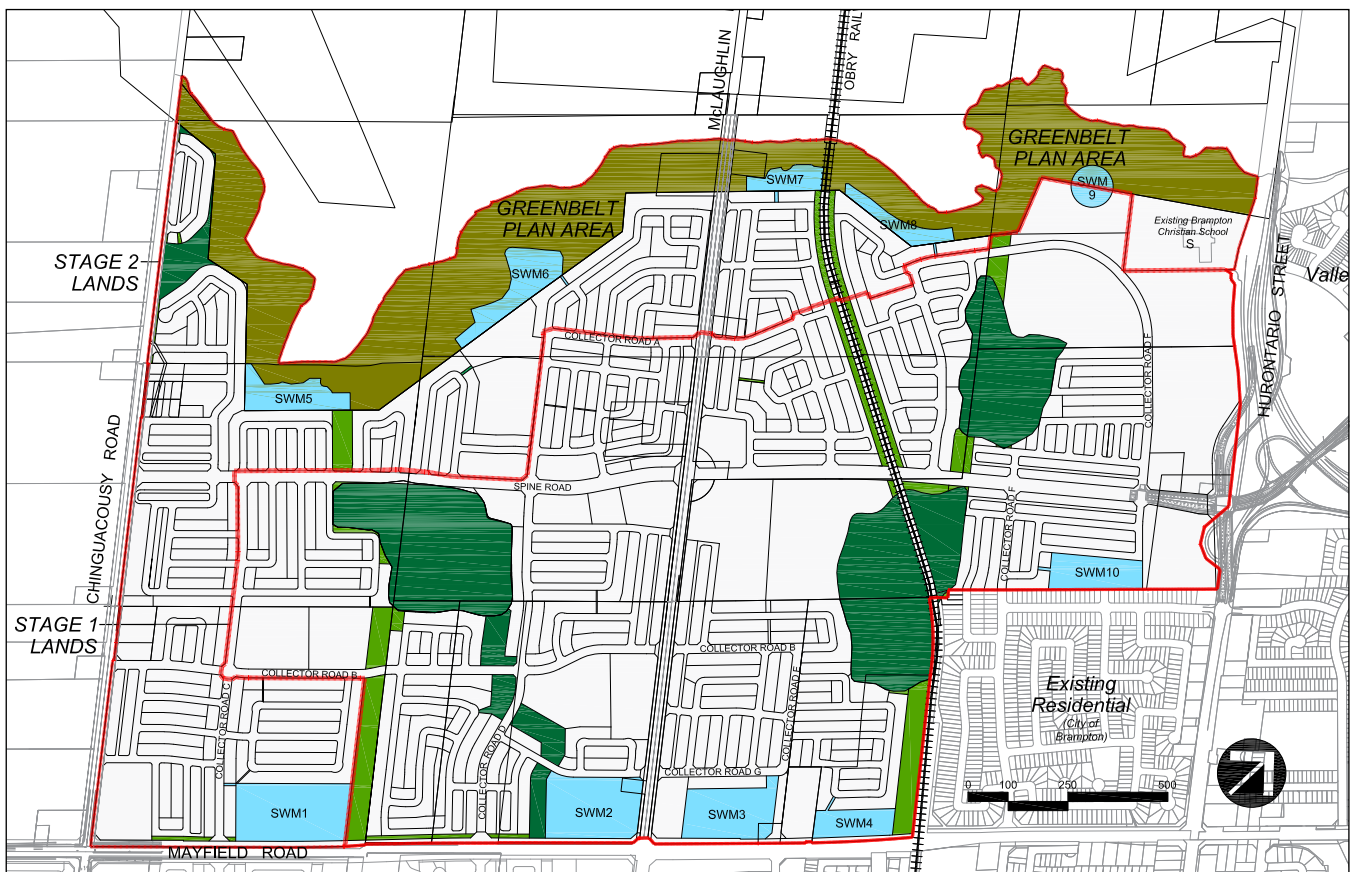 McLAUGHLIN
OBRY RAIL
GREENBELT
PLAN AREA
SWM7
SWM
9
GREENBELT
PLAN AREA
SWM8
Existing Brampton
Christian School
S
STAGE 2
LANDS
SWM6
HURONTARIO STREET
Valle
COLLECTOR ROAD A
COLLECTOR ROAD F
SWM5
CHINGUACOUSY ROAD
SPINE ROAD
COLLECTOR ROAD F
SWM10
STAGE 1
LANDS
COLLECTOR ROAD B
COLLECTOR ROAD B
COLLECTOR ROAD C
COLLECTOR ROAD F
Existing
Residential
(City of
Brampton)
COLLECTOR ROAD
COLLECTOR ROAD G
0 100 250 500
SWM1
SWM2
SWM3
SWM4
MAYFIELD ROAD